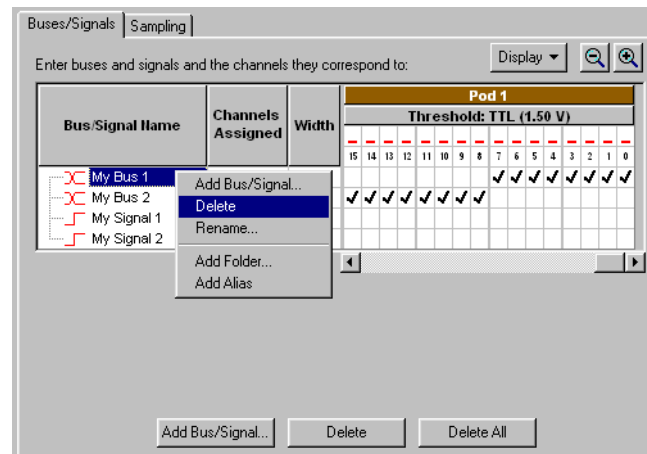 Buses/Signals Sampling
Enter buses and signals and the channels they correspond to: Display
Pod 1
Bus/Signal Name Channels Assigned Width Threshold: TTL (1.50 V)
15 14 13 12 11 10 9 8 7 6 5 4 3 2 1 0
My Bus 1
My Bus 2
My Signal 1
My Signal 2
Add Bus/Signal...
Delete
Rename...
Add Folder...
Add Alias
Add Bus/Signal... Delete Delete All